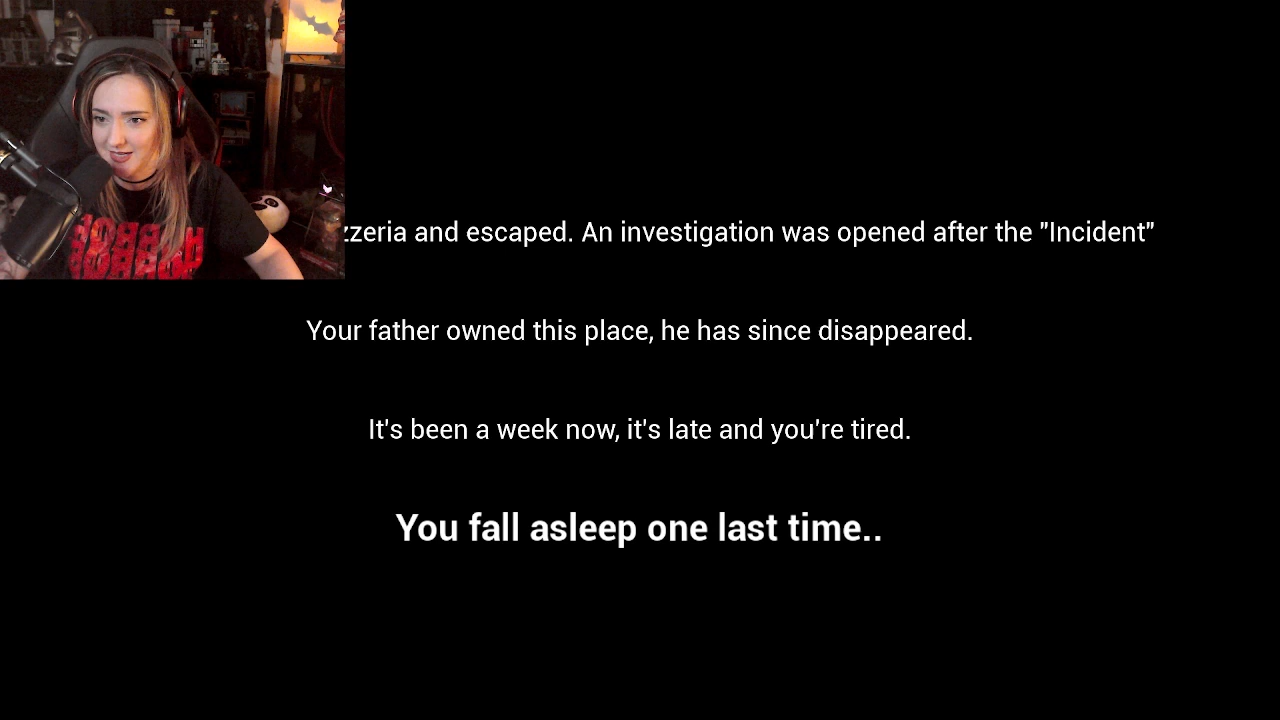 and escaped. An investigation was opened after the "Incident"
Your father owned this place, he has since disappeared.
It's been a week now, it's late and you're tired.
You fall asleep one last time..